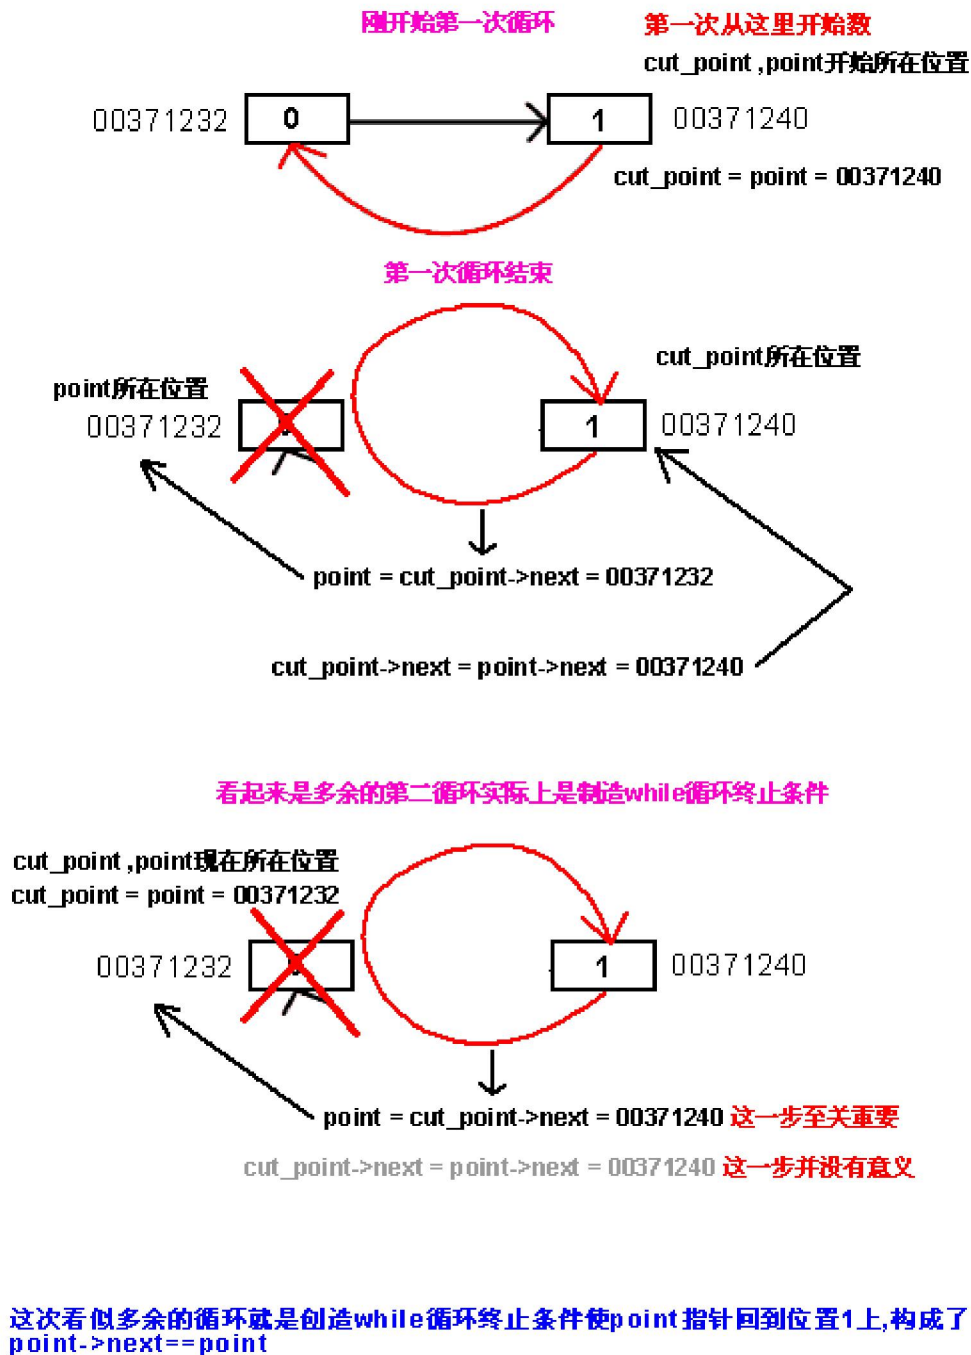 刚开始第一次循环
第一次从这里开始数
cut_point ,point开始所在位置
00371232
0
1
00371240
cut_point = point = 00371240
第一次循环结束
cut_point所在位置
point所在位置
00371232
1
00371240
point = cut_point->next = 00371232
cut_point->next = point->next = 00371240
看起来是多余的第二循环实际上是制造while循环终止条件
cut_point ,point现在所在位置
cut_point = point = 00371232
00371232
1
00371240
point = cut_point->next = 00371240 这一步至关重要
cut_point->next = point->next = 00371240 这一步并没有意义
这次看似多余的循环就是创造while循环终止条件使point指针回到位置1上,构成了
point->next==point